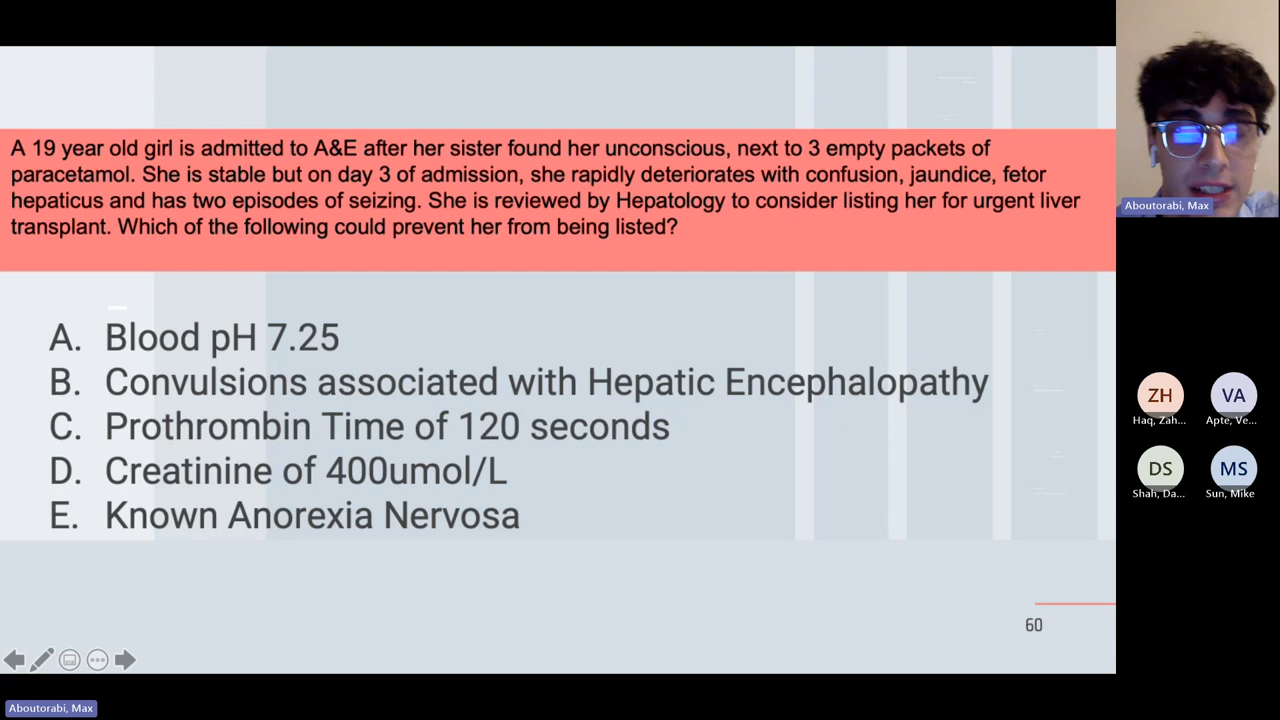 A 19 year old girl is admitted to A&E after her sister found her unconscious, next to 3 empty packets of
paracetamol. She is stable but on day 3 of admission, she rapidly deteriorates with confusion, jaundice, fetor
hepaticus and has two episodes of seizing. She is reviewed by Hepatology to consider listing her for urgent liver
transplant. Which of the following could prevent her from being listed?
A. Blood pH 7.25
B. Convulsions associated with Hepatic Encephalopathy
C. Prothrombin Time of 120 seconds
D. Creatinine of 400umol/L
E. Known Anorexia Nervosa
60
Aboutorabi, Max
ZH
Haq, Zah...
VA
Apte, Ve...
DS
Shah, Da...
MS
Sun, Mike
Aboutorabi, Max